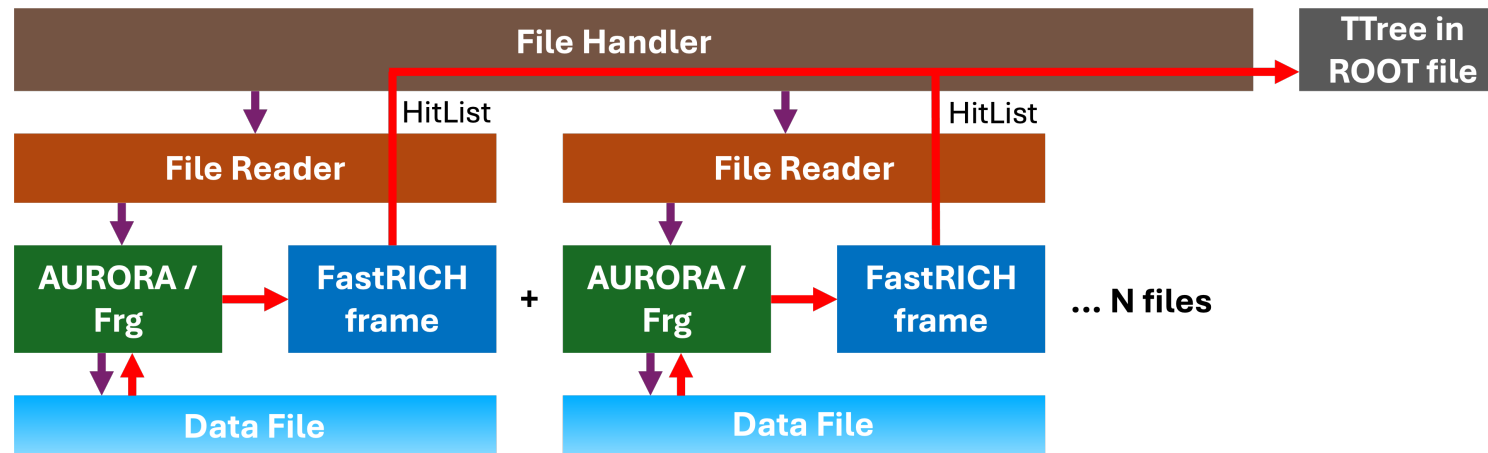 File Handler
TTree in
ROOT file
HitList
HitList
File Reader
File Reader
AURORA /
Frg
FastRICH
frame
+
AURORA /
Frg
FastRICH
frame
... N files
Data File
Data File